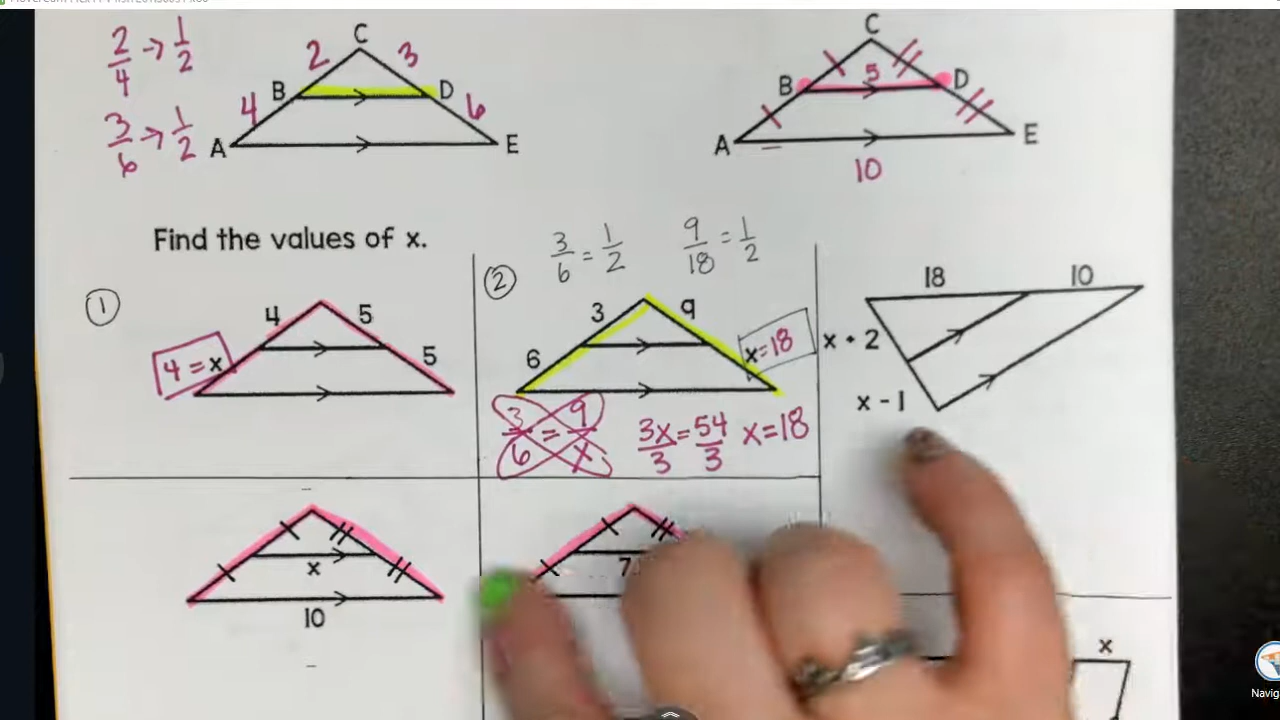 2/4 → 1/2
3/6 → 1/2
C
2
3
B
D
4
6
A
E
C
5
B
D
A
E
10
Find the values of x.
3/6 = 1/2
9/18 = 1/2
①
4
5
4 = x
5
②
3
9
6
x = 18
3/6 = 9/x
3x/3 = 54/3
x = 18
18
10
x + 2
x - 1
x
10
7
x
Navig